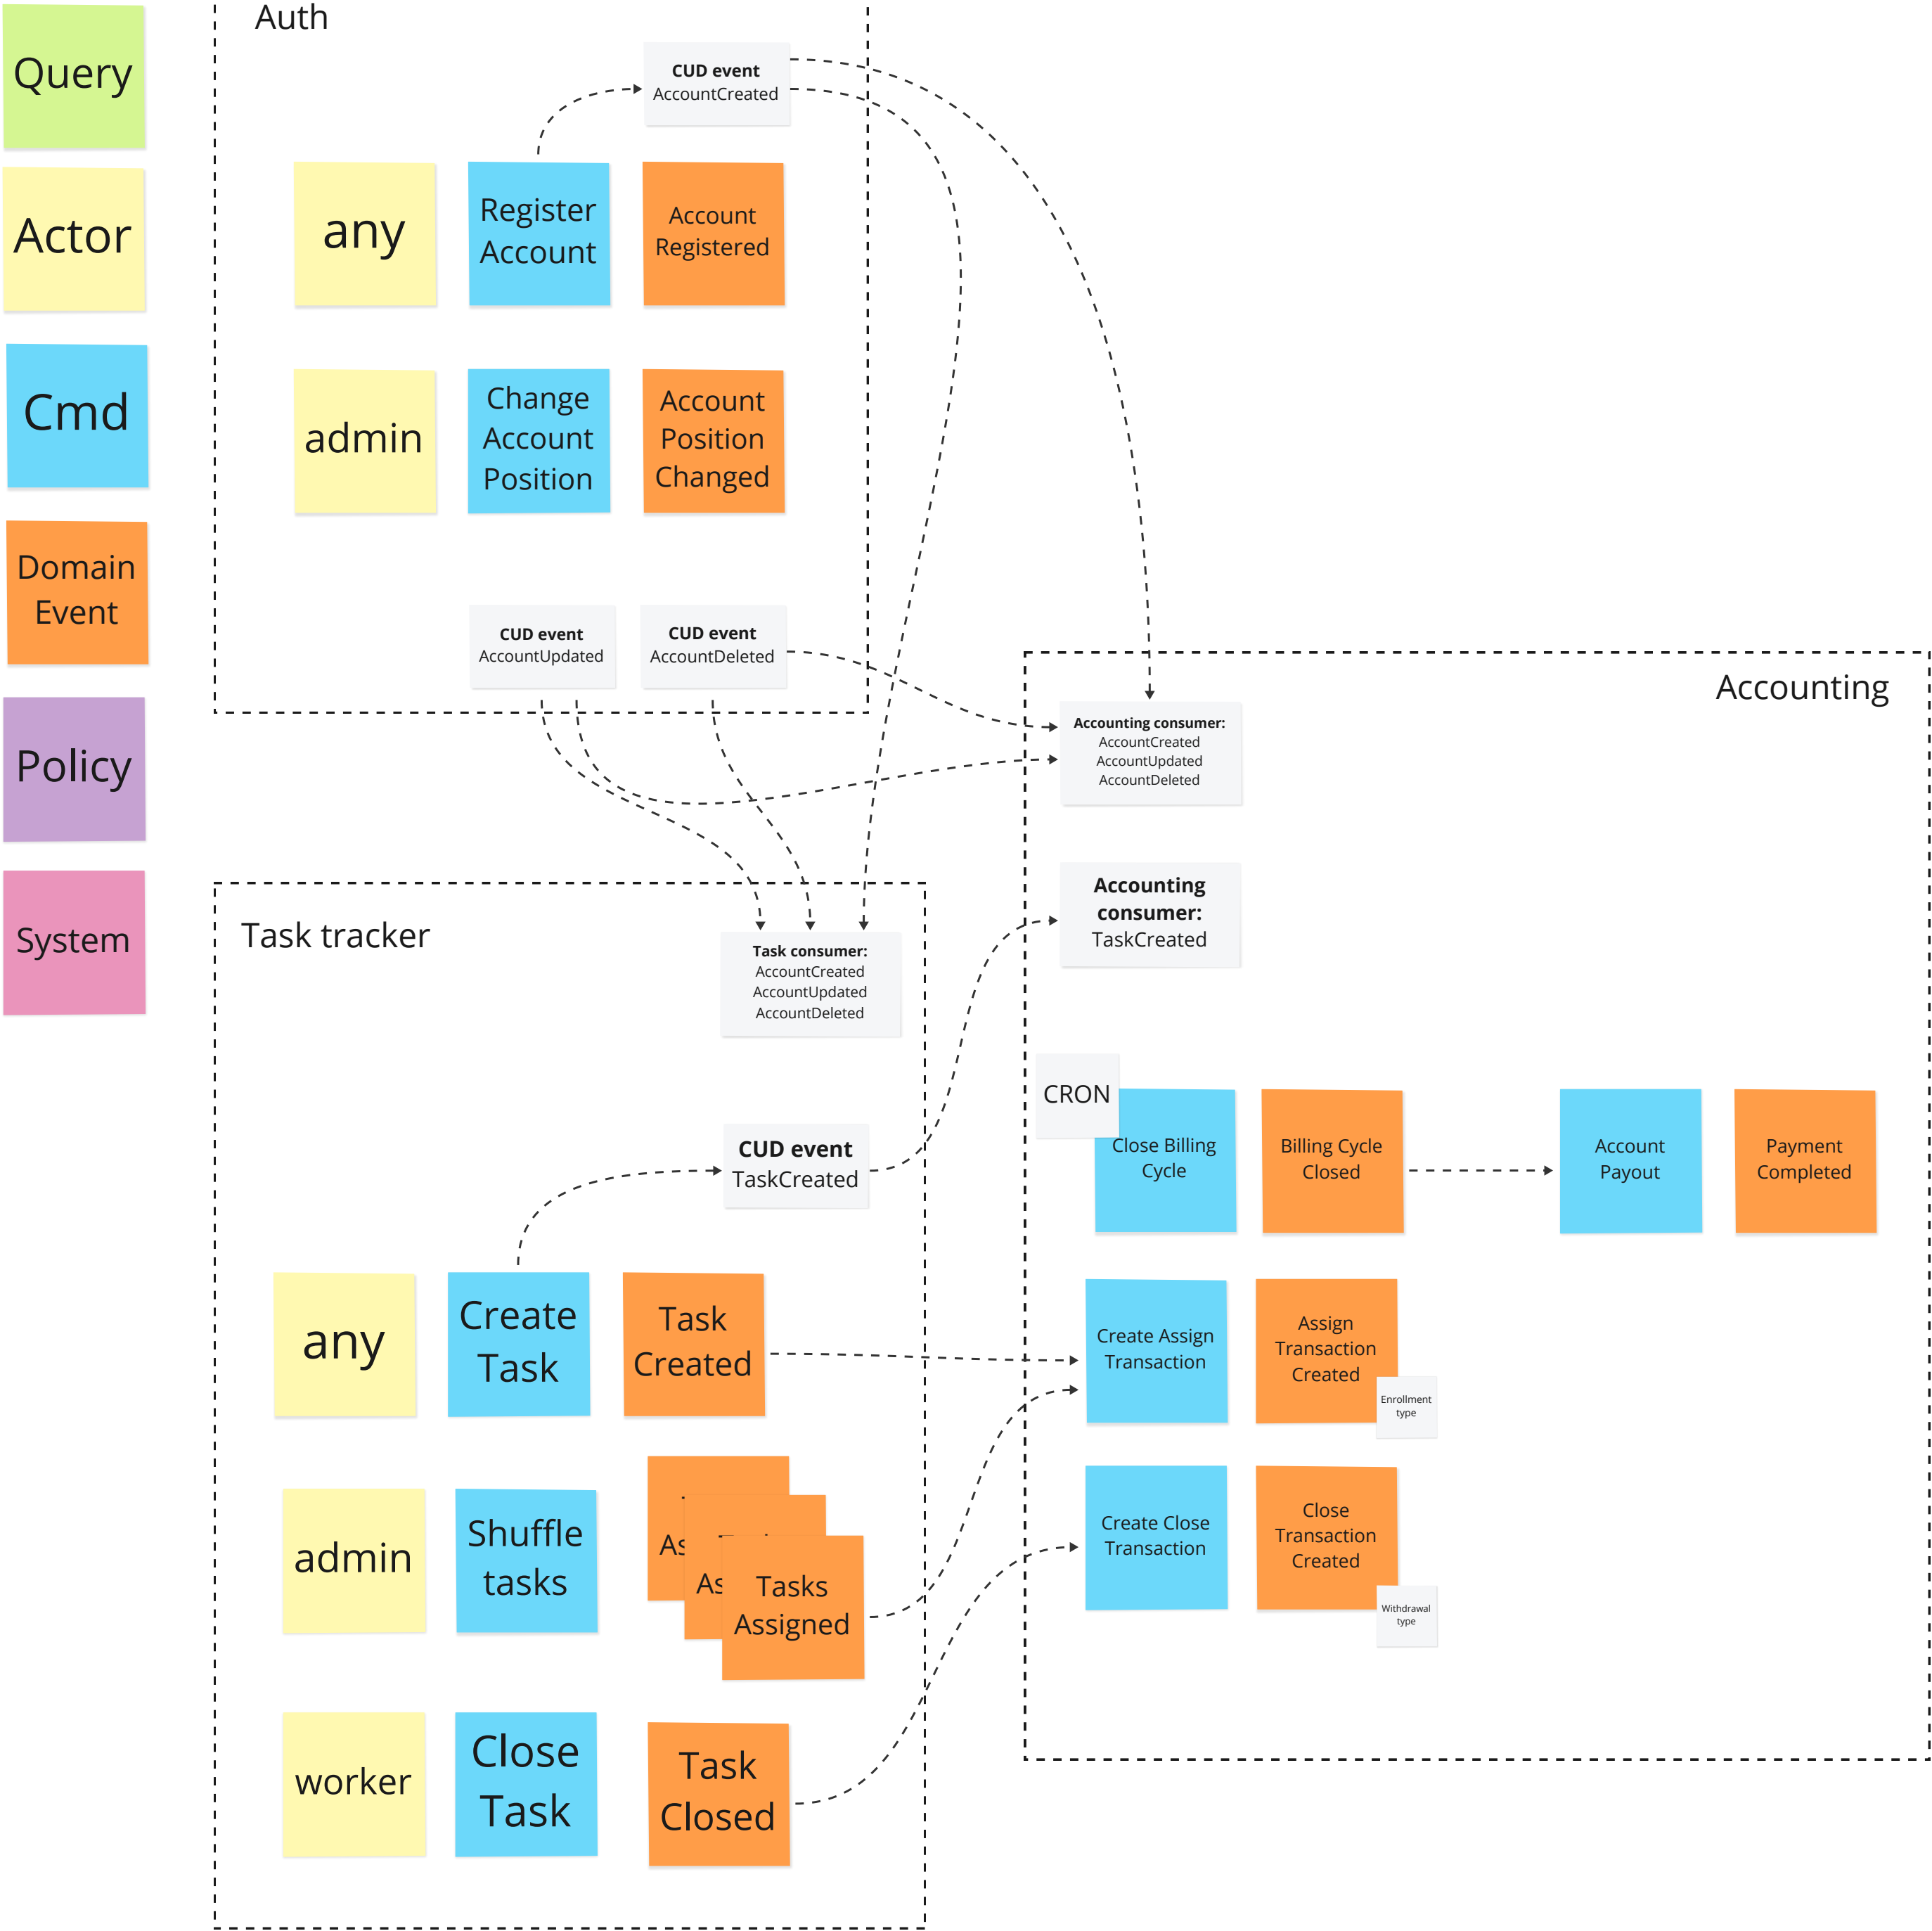 Query
Actor
Cmd
Domain
Event
Policy
System
Auth
CUD event
AccountCreated
any
Register
Account
Account
Registered
admin
Change
Account
Position
Account
Position
Changed
CUD event
AccountUpdated
CUD event
AccountDeleted
Accounting
Accounting consumer:
AccountCreated
AccountUpdated
AccountDeleted
Accounting
consumer:
TaskCreated
CRON
Close Billing
Cycle
Billing Cycle
Closed
Account
Payout
Payment
Completed
Create Assign
Transaction
Assign
Transaction
Created
Enrollment
type
Create Close
Transaction
Close
Transaction
Created
Withdrawal
type
Task tracker
Task consumer:
AccountCreated
AccountUpdated
AccountDeleted
CUD event
TaskCreated
any
Create
Task
Task
Created
admin
Shuffle
tasks
As
As
Tasks
Assigned
worker
Close
Task
Task
Closed